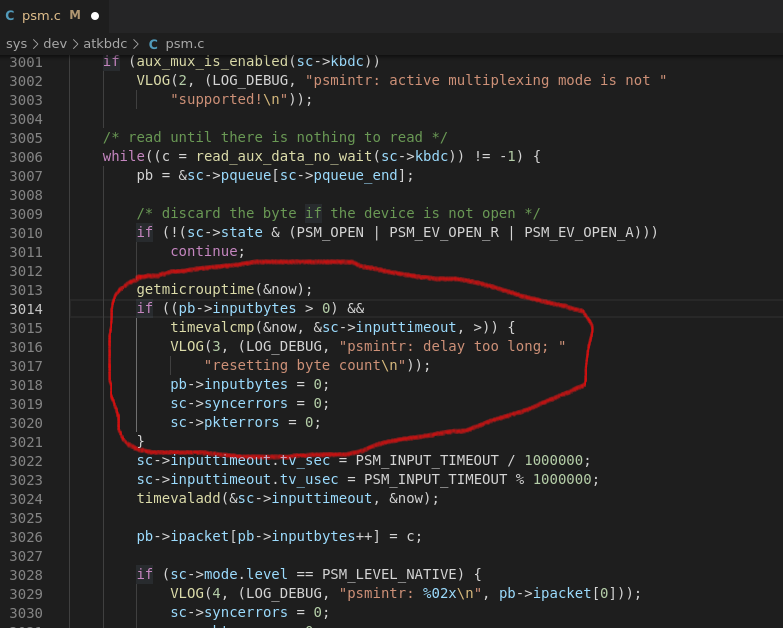 C psm.c M ●
sys > dev > atkbdc > C psm.c
3001 if (aux_mux_is_enabled(sc->kbdc))
3002 VLOG(2, (LOG_DEBUG, "psmintr: active multiplexing mode is not "
3003 "supported!\n"));
3004
3005 /* read until there is nothing to read */
3006 while((c = read_aux_data_no_wait(sc->kbdc)) != -1) {
3007 pb = &sc->pqueue[sc->pqueue_end];
3008
3009 /* discard the byte if the device is not open */
3010 if (!(sc->state & (PSM_OPEN | PSM_EV_OPEN_R | PSM_EV_OPEN_A)))
3011 continue;
3012
3013 getmicrouptime(&now);
3014 if ((pb->inputbytes > 0) &&
3015 timevalcmp(&now, &sc->inputtimeout, >)) {
3016 VLOG(3, (LOG_DEBUG, "psmintr: delay too long; "
3017 "resetting byte count\n"));
3018 pb->inputbytes = 0;
3019 sc->syncerrors = 0;
3020 sc->pkterrors = 0;
3021 }
3022 sc->inputtimeout.tv_sec = PSM_INPUT_TIMEOUT / 1000000;
3023 sc->inputtimeout.tv_usec = PSM_INPUT_TIMEOUT % 1000000;
3024 timevaladd(&sc->inputtimeout, &now);
3025
3026 pb->ipacket[pb->inputbytes++] = c;
3027
3028 if (sc->mode.level == PSM_LEVEL_NATIVE) {
3029 VLOG(4, (LOG_DEBUG, "psmintr: %02x\n", pb->ipacket[0]));
3030 sc->syncerrors = 0;